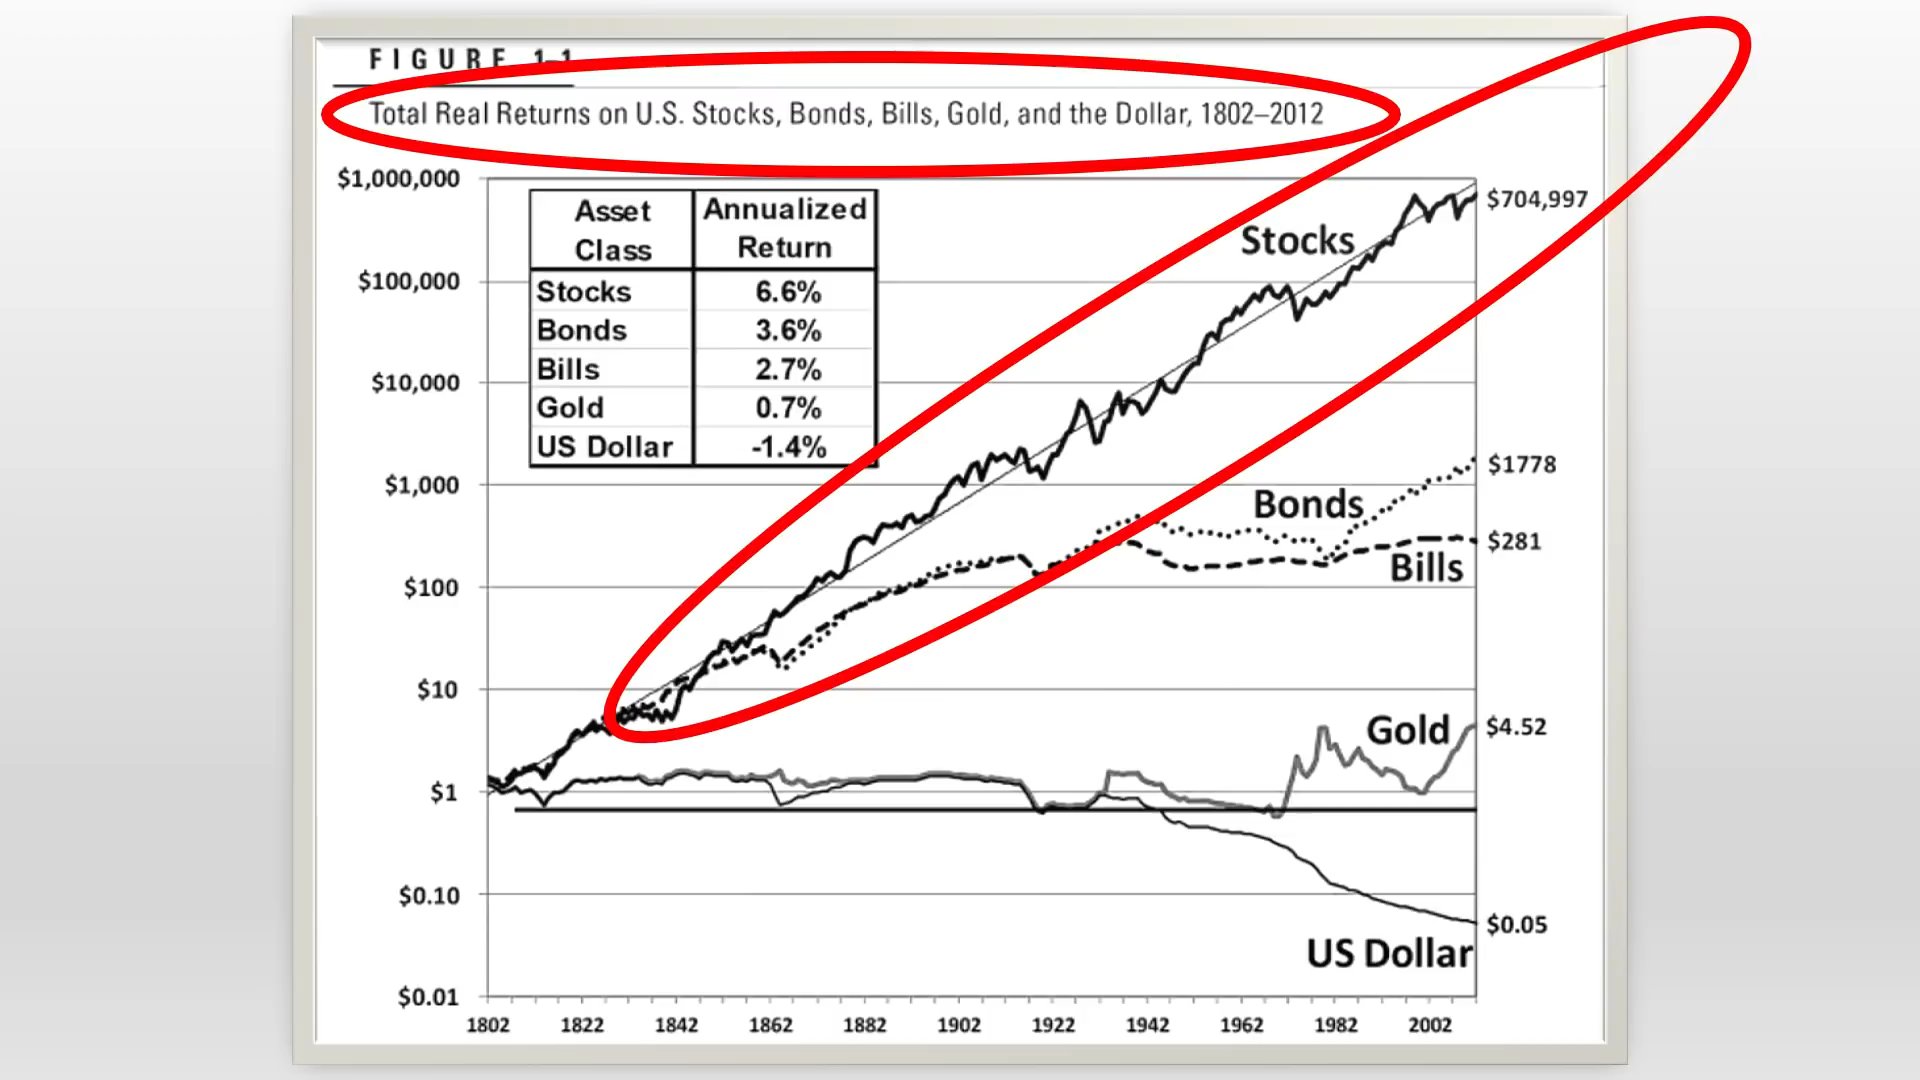 FIGURE 1–1
Total Real Returns on U.S. Stocks, Bonds, Bills, Gold, and the Dollar, 1802–2012
Asset Class Annualized Return
Stocks 6.6%
Bonds 3.6%
Bills 2.7%
Gold 0.7%
US Dollar -1.4%
$1,000,000
$100,000
$10,000
$1,000
$100
$10
$1
$0.10
$0.01
Stocks
$704,997
Bonds
$1778
Bills
$281
Gold
$4.52
US Dollar
$0.05
1802 1822 1842 1862 1882 1902 1922 1942 1962 1982 2002